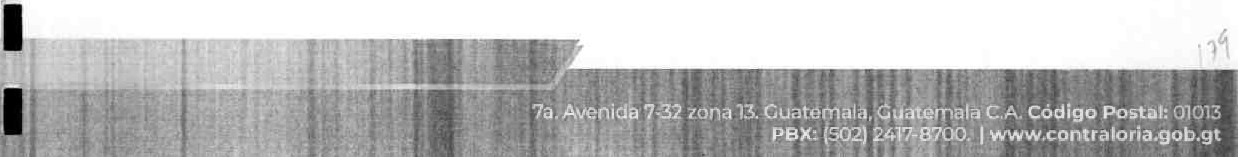 179
7a. Avenida 7-32 zona 13. Guatemala, Guatemala C.A. Código Postal: 01013
PBX: (502) 2417-8700. | www.contraloria.gob.gt